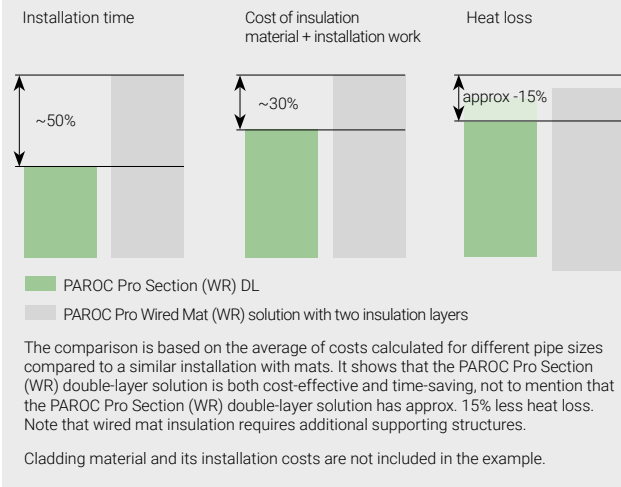 Installation time
Cost of insulation
material + installation work
Heat loss
~50%
~30%
approx -15%
PAROC Pro Section (WR) DL
PAROC Pro Wired Mat (WR) solution with two insulation layers
The comparison is based on the average of costs calculated for different pipe sizes
compared to a similar installation with mats. It shows that the PAROC Pro Section
(WR) double-layer solution is both cost-effective and time-saving, not to mention that
the PAROC Pro Section (WR) double-layer solution has approx. 15% less heat loss.
Note that wired mat insulation requires additional supporting structures.
Cladding material and its installation costs are not included in the example.